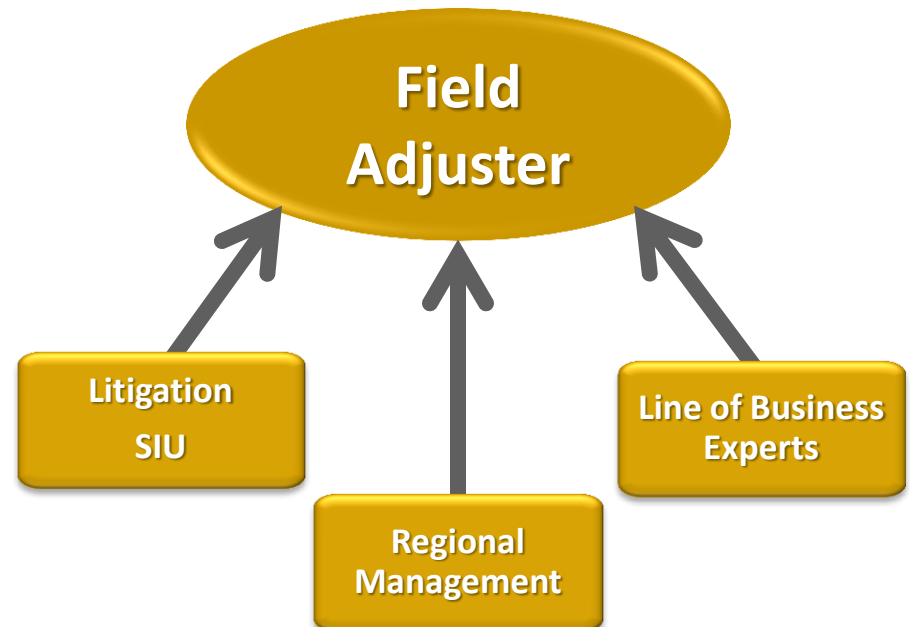 Field
Adjuster
Litigation
SIU
Line of Business
Experts
Regional
Management